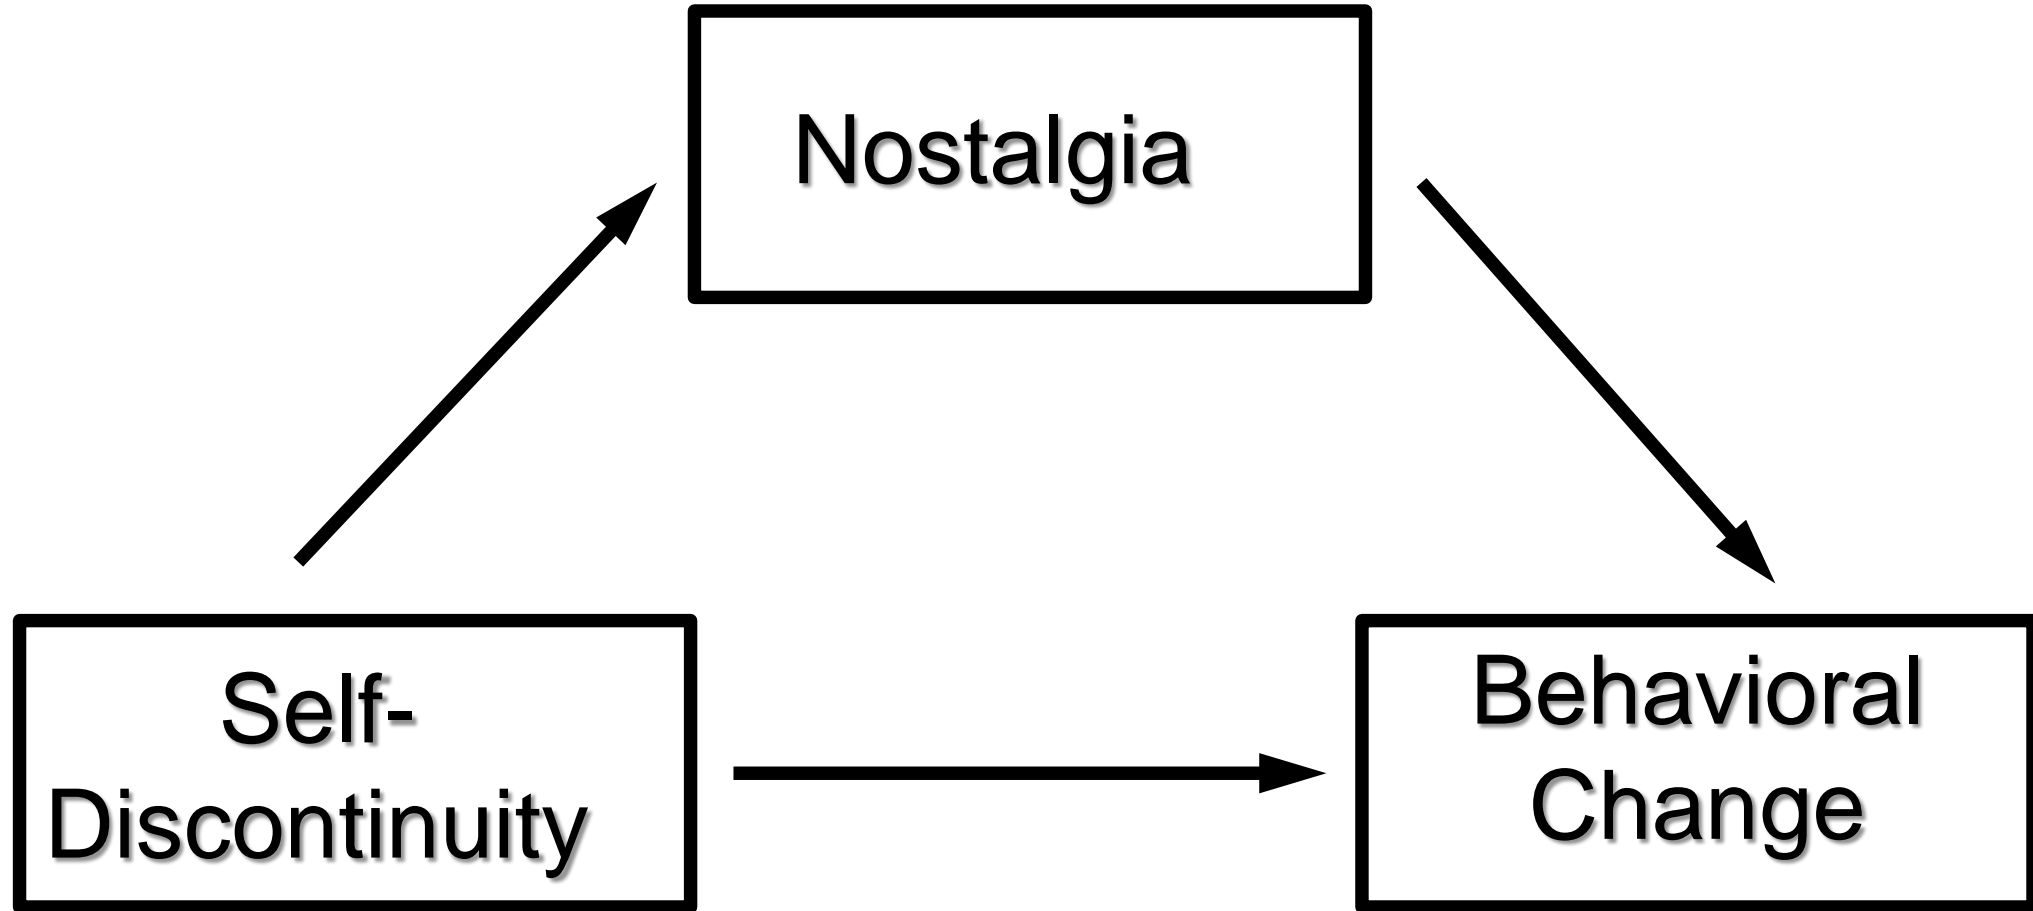 Nostalgia
Self-
Discontinuity
Behavioral
Change